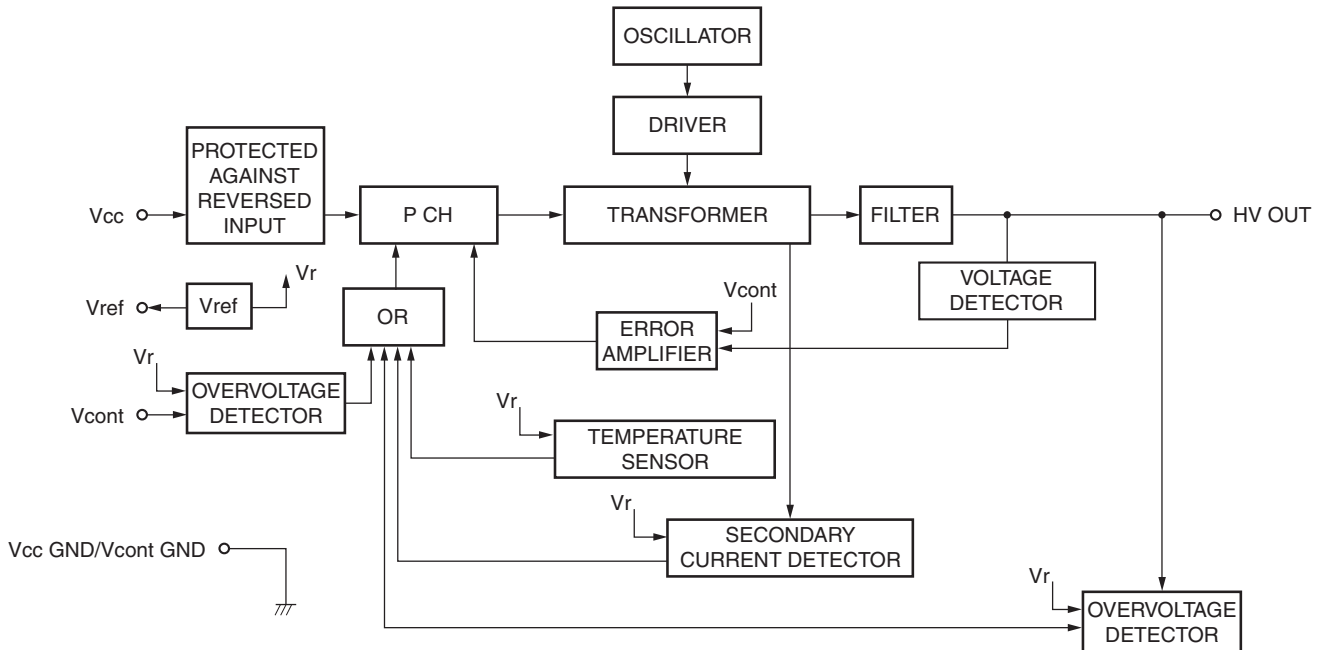 OSCILLATOR
DRIVER
PROTECTED
AGAINST
REVERSED
INPUT
Vcc
P CH
TRANSFORMER
FILTER
HV OUT
Vr
Vref
Vref
OR
Vcont
VOLTAGE
DETECTOR
ERROR
AMPLIFIER
Vr
Vcont
OVERVOLTAGE
DETECTOR
Vr
TEMPERATURE
SENSOR
Vr
SECONDARY
CURRENT DETECTOR
Vcc GND/Vcont GND
Vr
OVERVOLTAGE
DETECTOR